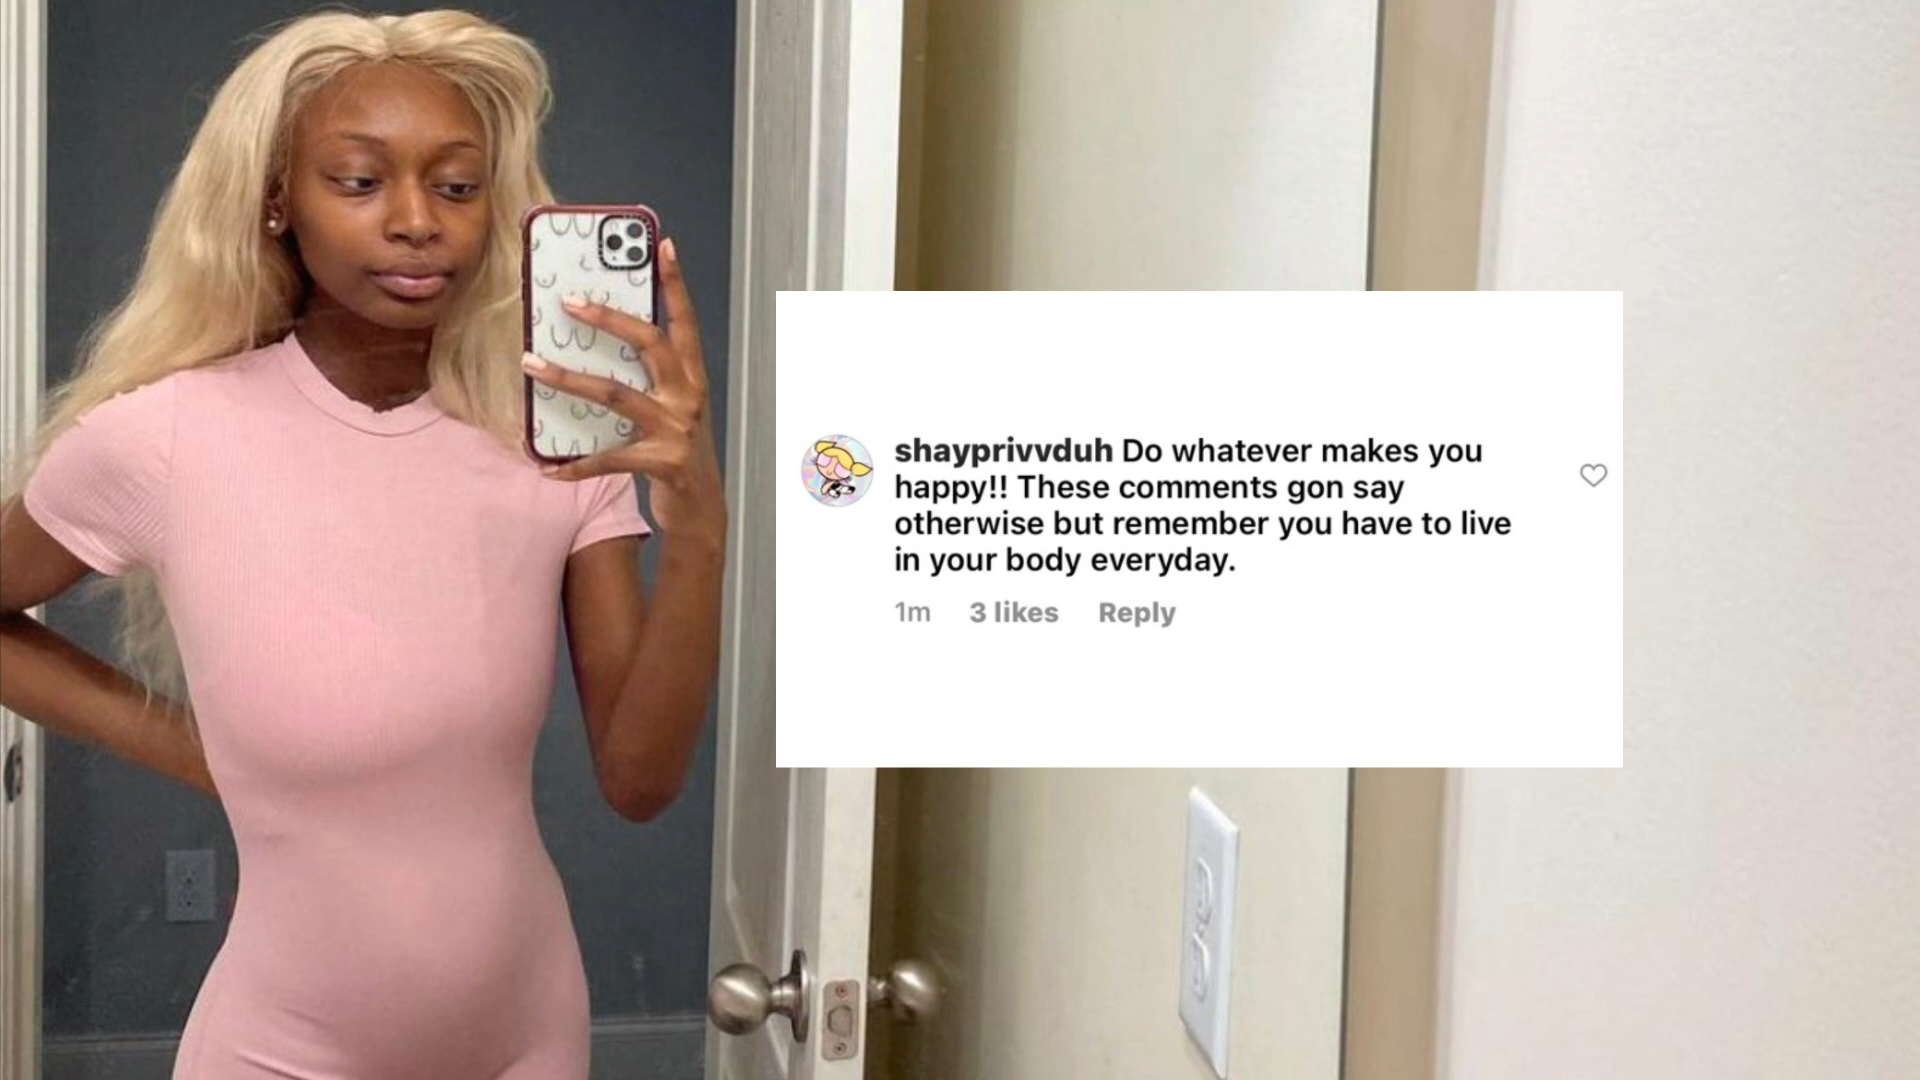 shayprivvduh Do whatever makes you
happy!! These comments gon say
otherwise but remember you have to live
in your body everyday.
1m 3 likes Reply